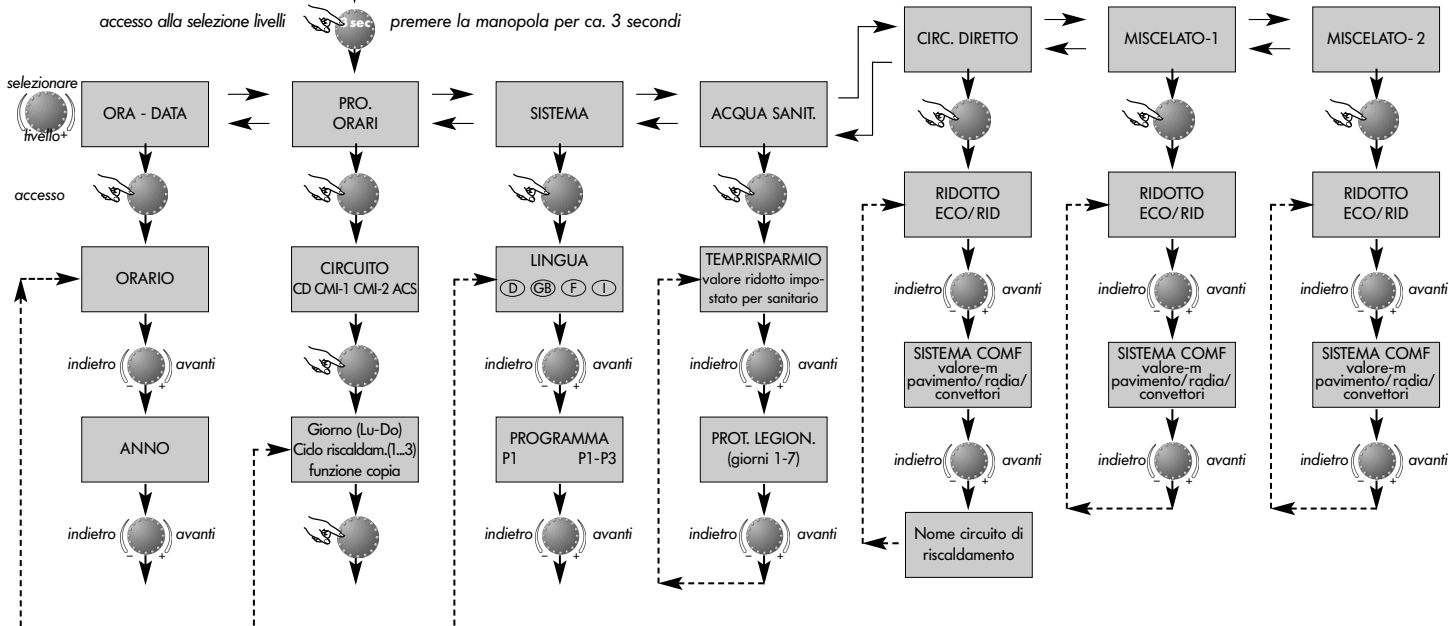 accesso alla selezione livelli
3 sec
premere la manopola per ca. 3 secondi
selezionare
livello+
ORA - DATA
PRO.
ORARI
SISTEMA
ACQUA SANIT.
CIRC. DIRETTO
MISCELATO-1
MISCELATO- 2
accesso
ORARIO
CIRCUITO
CD CMI-1 CMI-2 ACS
LINGUA
D GB F I
TEMP.RISPARMIO
valore ridotto impo-
stato per sanitario
RIDOTTO
ECO/RID
RIDOTTO
ECO/RID
RIDOTTO
ECO/RID
indietro - + avanti
indietro - + avanti
indietro - + avanti
indietro - + avanti
indietro - + avanti
indietro - + avanti
ANNO
Giorno (Lu-Do)
Cido riscaldam.(1...3)
funzione copia
PROGRAMMA
P1 P1-P3
PROT. LEGION.
(giorni 1-7)
SISTEMA COMF
valore-m
pavimento/radia/
convettori
SISTEMA COMF
valore-m
pavimento/radia/
convettori
SISTEMA COMF
valore-m
pavimento/radia/
convettori
indietro - + avanti
indietro - + avanti
indietro - + avanti
indietro - + avanti
indietro - + avanti
indietro - + avanti
Nome circuito di
riscaldamento